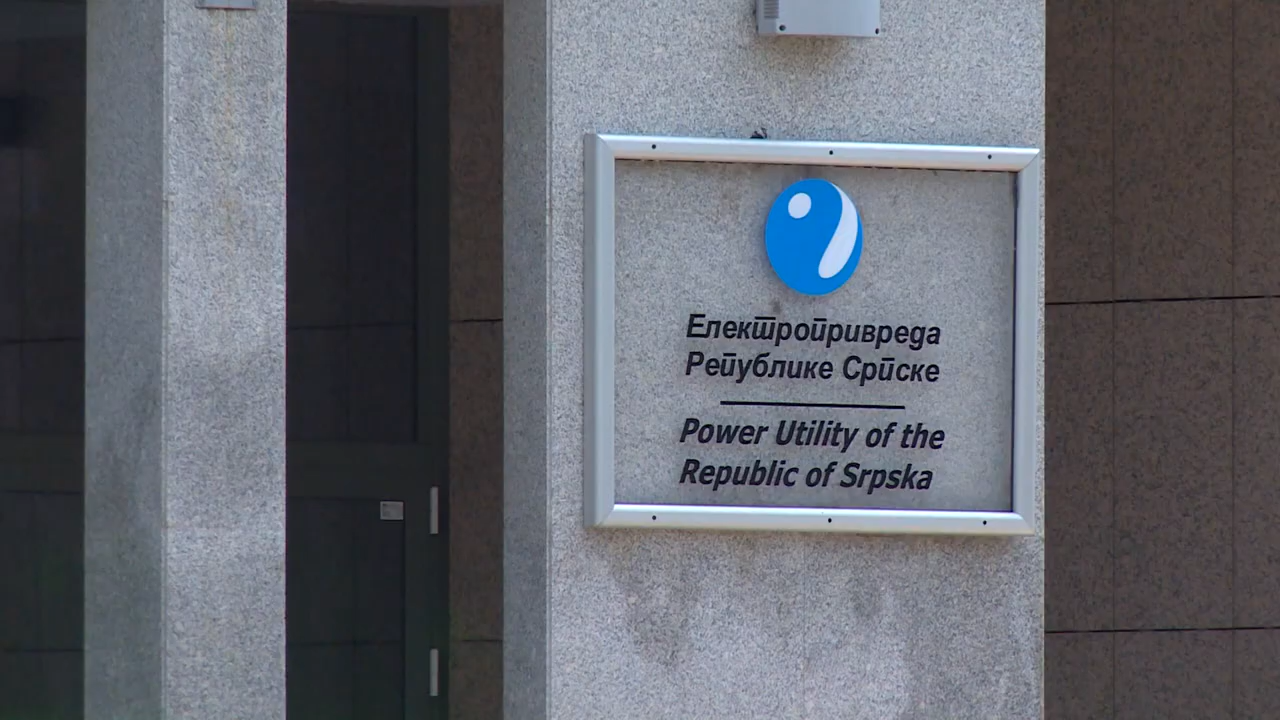 Електропривреда
Републике Српске
Power Utility of the
Republic of Srpska